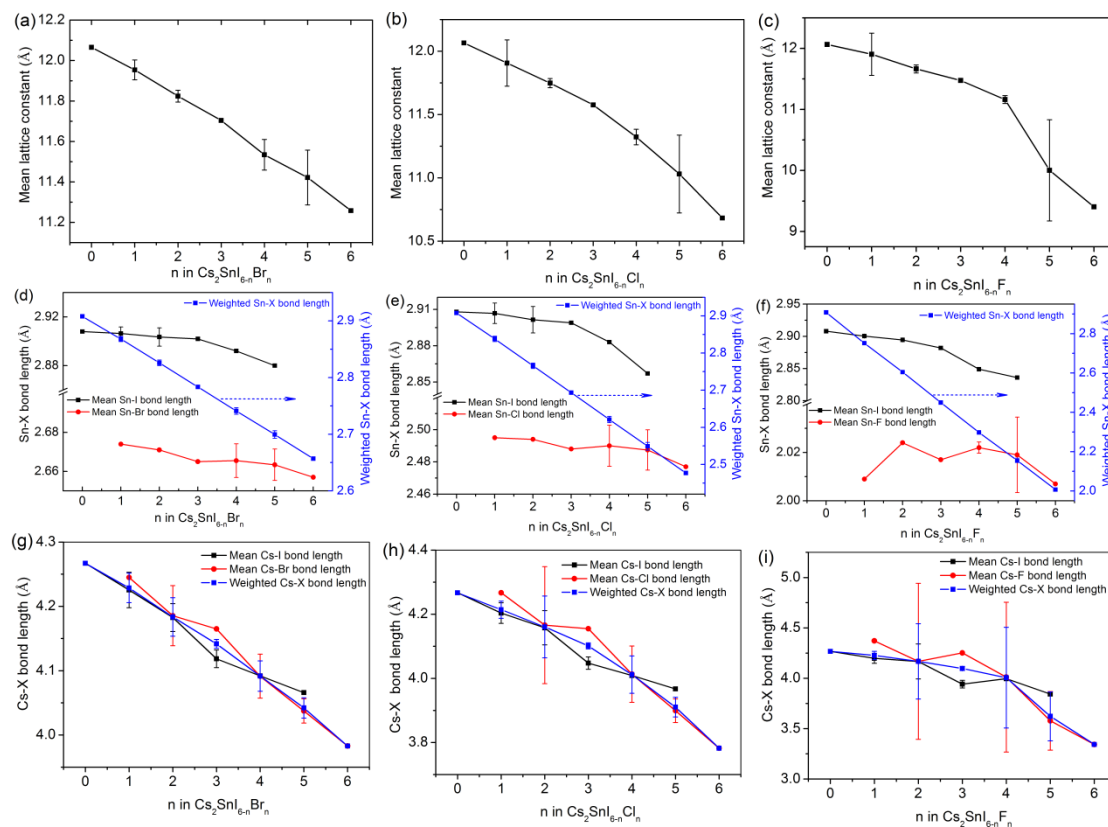 (a)
12.2
12.0
11.8
11.6
11.4
11.2
Mean lattice constant (Å)
0 1 2 3 4 5 6
n in Cs₂SnI₆₋ₙBrₙ
(b)
12.0
11.5
11.0
10.5
Mean lattice constant
0 1 2 3 4 5 6
n in Cs₂SnI₆₋ₙClₙ
(c)
12
11
10
9
Mean lattice constant
0 1 2 3 4 5 6
n in Cs₂SnI₆₋ₙFₙ
(d)
Weighted Sn-X bond length
2.92
2.88
2.68
2.66
Sn-X bond length (Å)
Mean Sn-I bond length
Mean Sn-Br bond length
2.9
2.8
2.7
2.6
Weighted Sn-X bond length (Å)
0 1 2 3 4 5 6
n in Cs₂SnI₆₋ₙBrₙ
(e)
Weighted Sn-X bond length
2.91
2.88
2.85
2.50
2.48
2.46
Sn-X bond length (Å)
Mean Sn-I bond length
Mean Sn-Cl bond length
2.9
2.8
2.7
2.6
2.5
Weighted Sn-X bond length (Å)
0 1 2 3 4 5 6
n in Cs₂SnI₆₋ₙClₙ
(f)
Weighted Sn-X bond length
2.95
2.90
2.85
2.80
2.02
2.00
Sn-X bond length (Å)
Mean Sn-I bond length
Mean Sn-F bond length
2.8
2.6
2.4
2.2
2.0
Weighted Sn-X bond length (Å)
0 1 2 3 4 5 6
n in Cs₂SnI₆₋ₙFₙ
(g)
4.3
4.2
4.1
4.0
Cs-X bond length (Å)
Mean Cs-I bond length
Mean Cs-Br bond length
Weighted Cs-X bond length
0 1 2 3 4 5 6
n in Cs₂SnI₆₋ₙBrₙ
(h)
4.4
4.2
4.0
3.8
Cs-X bond length (Å)
Mean Cs-I bond length
Mean Cs-Cl bond length
Weighted Cs-X bond length
0 1 2 3 4 5 6
n in Cs₂SnI₆₋ₙClₙ
(i)
5.0
4.5
4.0
3.5
3.0
Cs-X bond length (Å)
Mean Cs-I bond length
Mean Cs-F bond length
Weighted Cs-X bond length
0 1 2 3 4 5 6
n in Cs₂SnI₆₋ₙFₙ